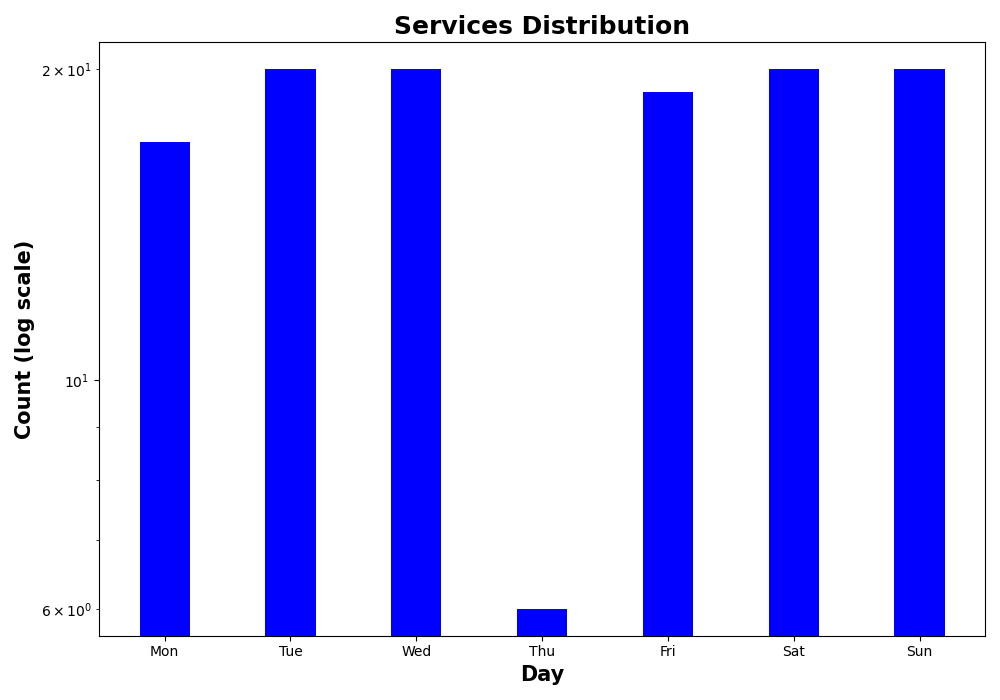 Services Distribution
Count (log scale)
2 × 10¹
10¹
6 × 10⁰
Mon Tue Wed Thu Fri Sat Sun
Day